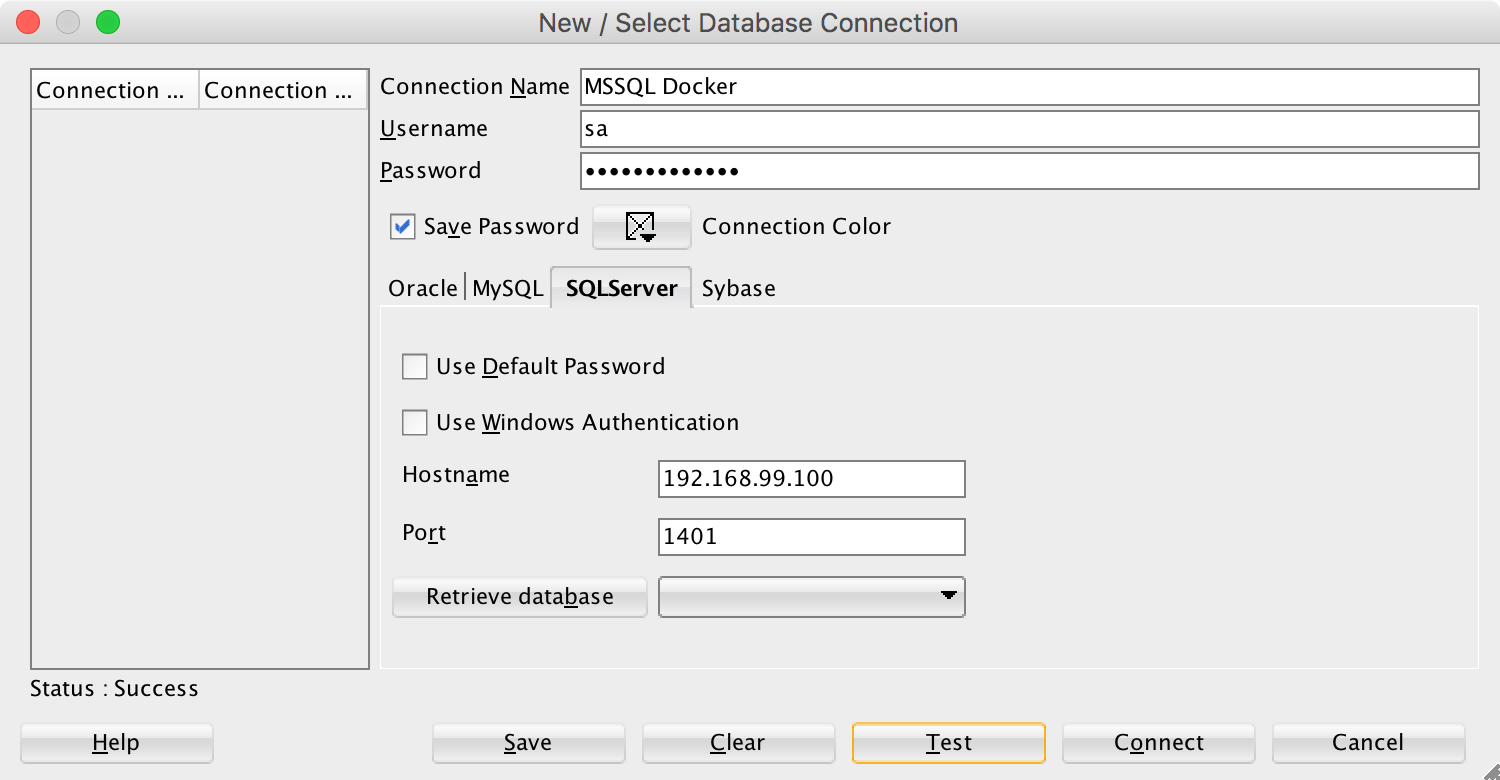 New / Select Database Connection
Connection ... Connection ...
Connection Name MSSQL Docker
Username sa
Password •••••••••••••
Save Password Connection Color
Oracle MySQL SQLServer Sybase
Use Default Password
Use Windows Authentication
Hostname 192.168.99.100
Port 1401
Retrieve database
Status : Success
Help Save Clear Test Connect Cancel